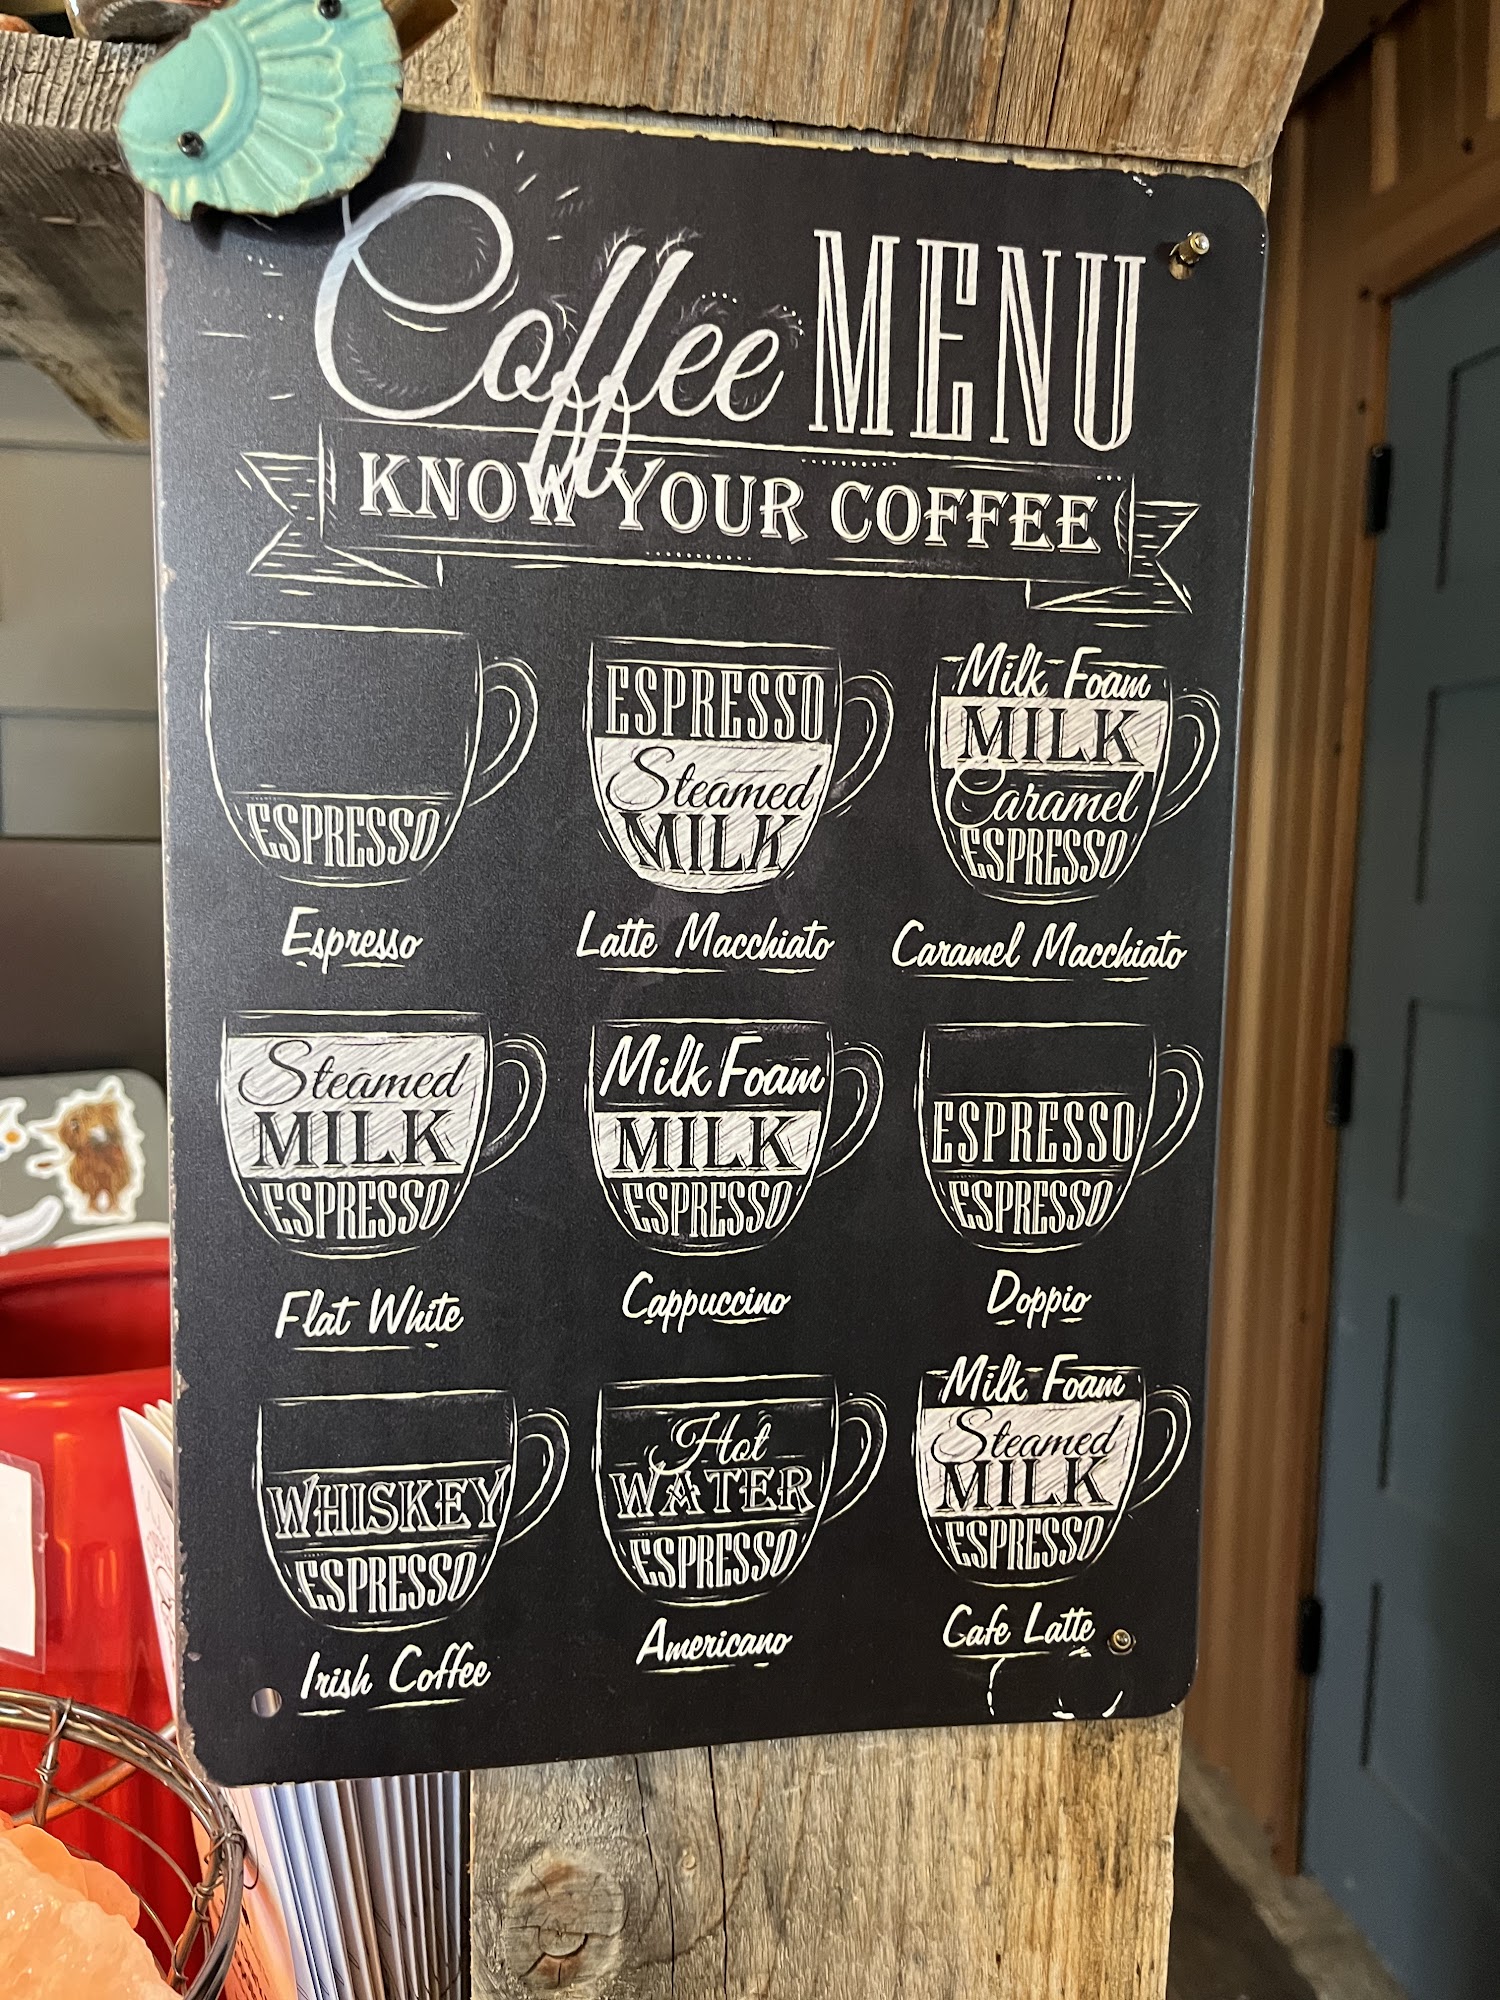 Coffee MENU
KNOW YOUR COFFEE
ESPRESSO
Espresso
ESPRESSO
Steamed
MILK
Latte Macchiato
Milk Foam
MILK
Caramel
ESPRESSO
Caramel Macchiato
Steamed
MILK
ESPRESSO
Flat White
Milk Foam
MILK
ESPRESSO
Cappuccino
ESPRESSO
ESPRESSO
Doppio
WHISKEY
ESPRESSO
Irish Coffee
Hot
WATER
ESPRESSO
Americano
Milk Foam
Steamed
MILK
ESPRESSO
Cafe Latte